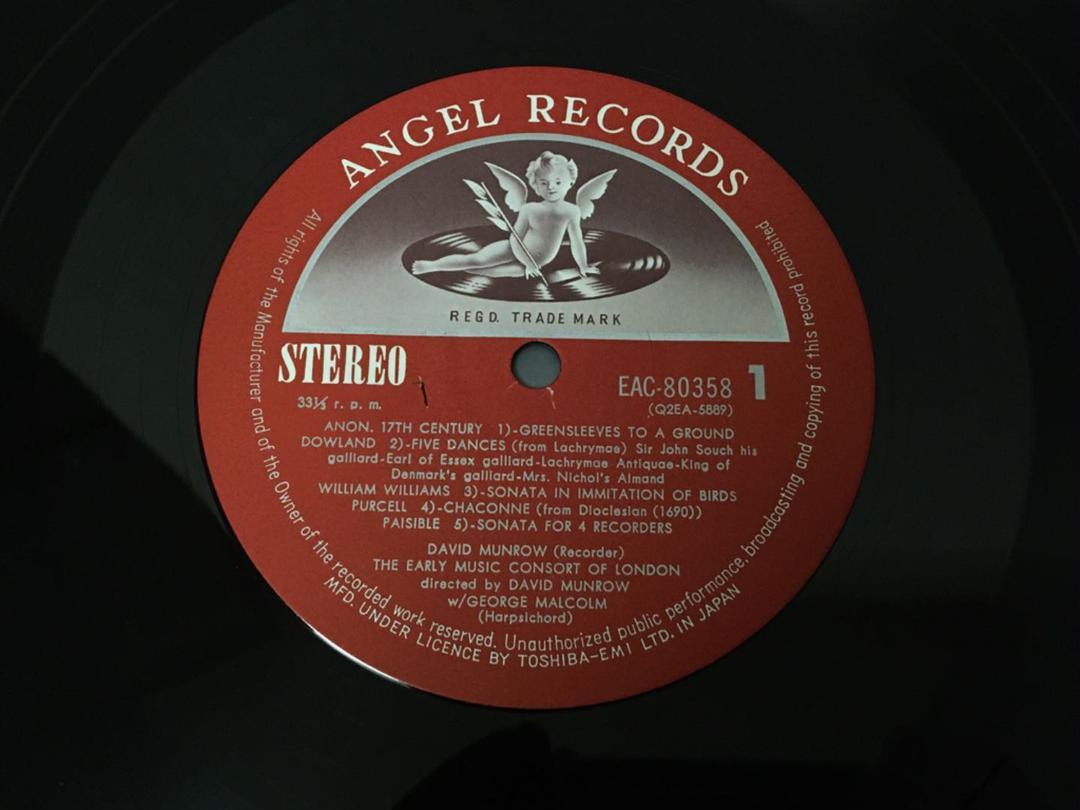 ANGEL RECORDS
REGD. TRADE MARK
STEREO
33⅓ r. p. m.
EAC-80358 1
(Q2EA-5889)
ANON. 17TH CENTURY 1)-GREENSLEEVES TO A GROUND
DOWLAND 2)-FIVE DANCES (from Lachrymae) Sir John Souch his
galliard-Earl of Essex galliard-Lachrymae Antiquae-King of
Denmark's galliard-Mrs. Nichol's Almand
WILLIAM WILLIAMS 3)-SONATA IN IMMITATION OF BIRDS
PURCELL 4)-CHACONNE (from Dioclesian (1690))
PAISIBLE 5)-SONATA FOR 4 RECORDERS
DAVID MUNROW (Recorder)
THE EARLY MUSIC CONSORT OF LONDON
directed by DAVID MUNROW
w/GEORGE MALCOLM
(Harpsichord)
All rights of the Manufacturer and of the Owner of the recorded work reserved. Unauthorized public performance, broadcasting and copying of this record prohibited
MFD. UNDER LICENCE BY TOSHIBA-EMI LTD. IN JAPAN